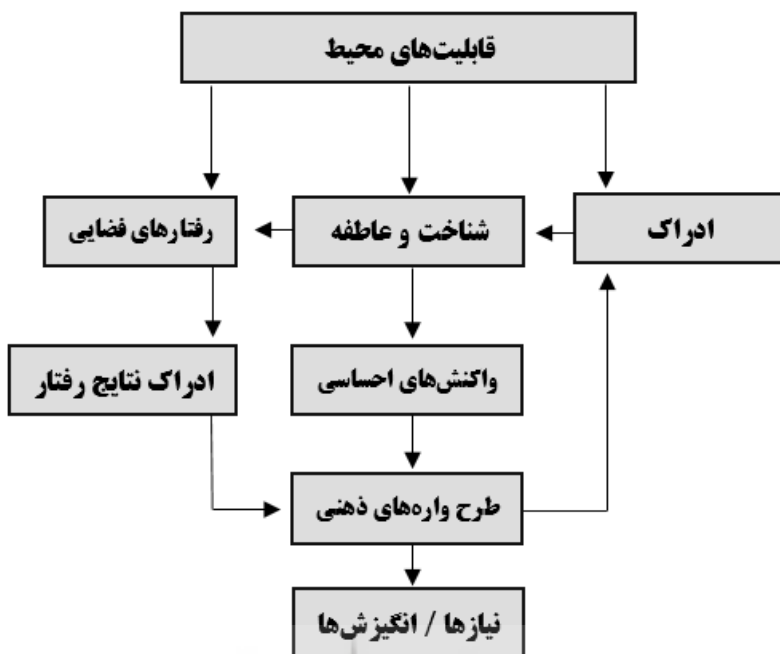 قابلیت‌های محیط
ادراک
شناخت و عاطفه
رفتارهای فضایی
واکنش‌های احساسی
ادراک نتایج رفتار
طرح واره‌های ذهنی
نیازها / انگیزش‌ها